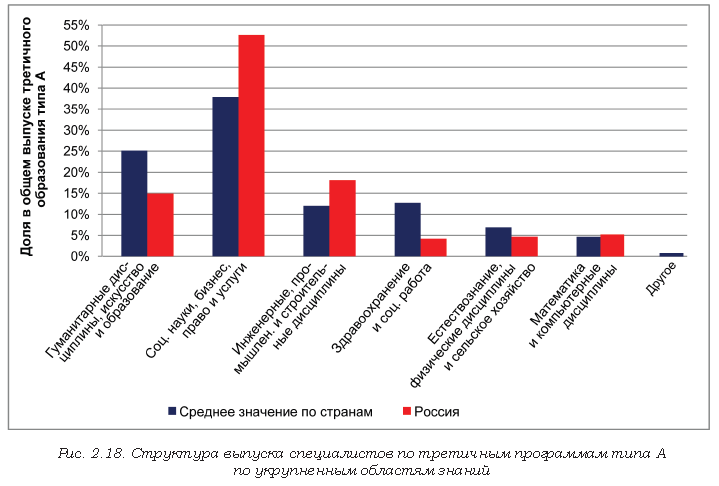 Доля в общем выпуске третичного
образования типа А
55%
50%
45%
40%
35%
30%
25%
20%
15%
10%
5%
0%
Гуманитарные дис-
циплины, искусство
и образование
Соц. науки, бизнес,
право и услуги
Инженерные, про-
мышлен. и строитель-
ные дисциплины
Здравоохранение
и соц. работа
Естествознание,
физические дисциплины
и сельское хозяйство
Математика
и компьютерные
дисциплины
Другое
Среднее значение по странам
Россия
Рис. 2.18. Структура выпуска специалистов по третичным программам типа А
по укрупненным областям знаний